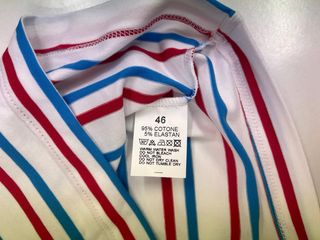 46
95% COTONE
5% ELASTAN
WARM WATER WASH
DO NOT BLEACH
COOL IRON
DO NOT DRY CLEAN
DO NOT TUMBLE DRY